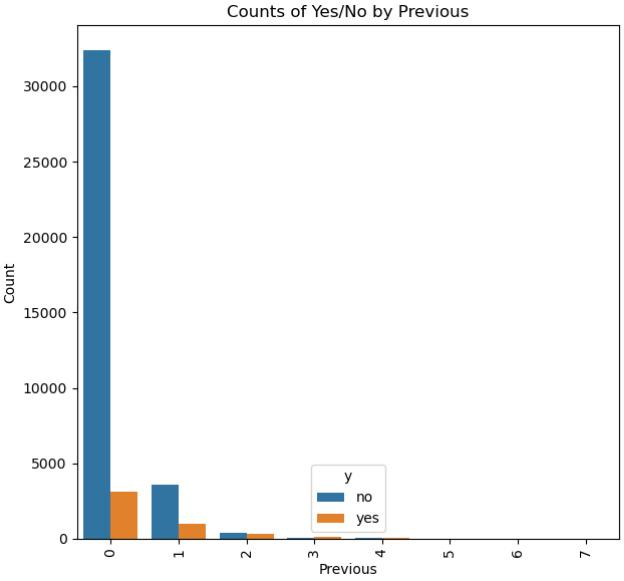 Counts of Yes/No by Previous
30000
25000
20000
15000
10000
5000
0
Count
y
no
yes
0 1 2 3 4 5 6 7
Previous